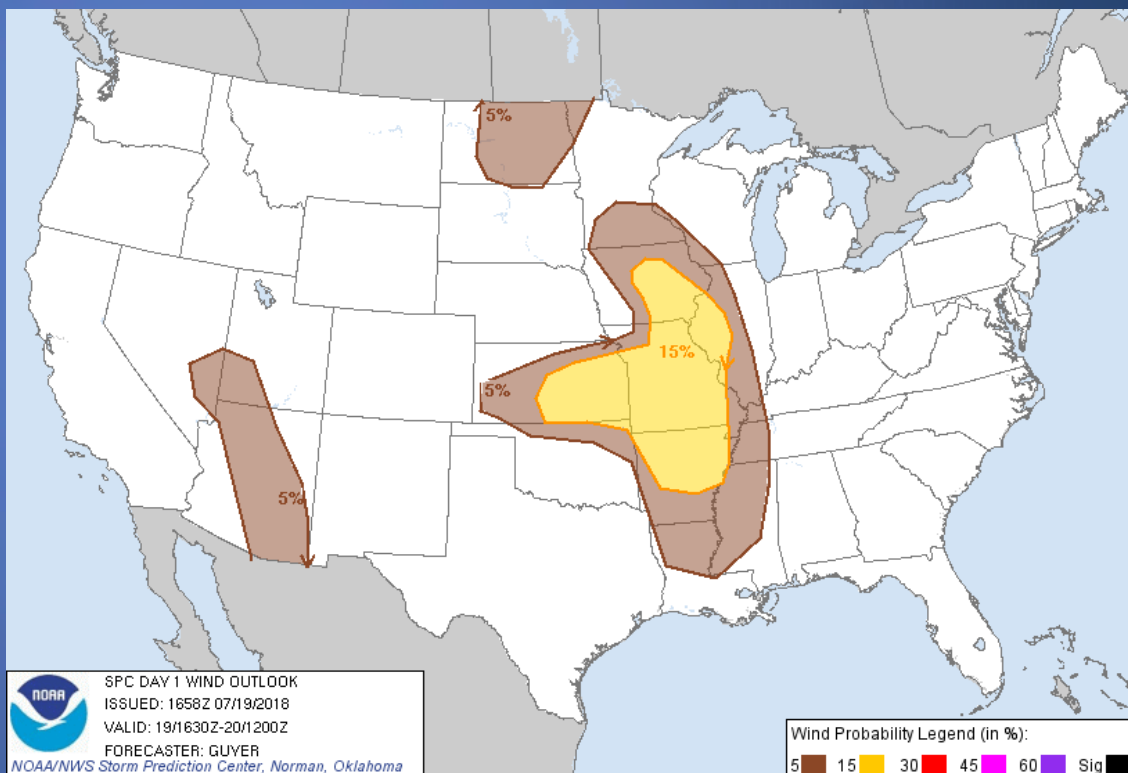 5%
15%
5%
5%
NOAA
SPC DAY 1 WIND OUTLOOK
ISSUED: 1658Z 07/19/2018
VALID: 19/1630Z-20/1200Z
FORECASTER: GUYER
NOAA/NWS Storm Prediction Center, Norman, Oklahoma
Wind Probability Legend (in %):
5 15 30 45 60 Sig